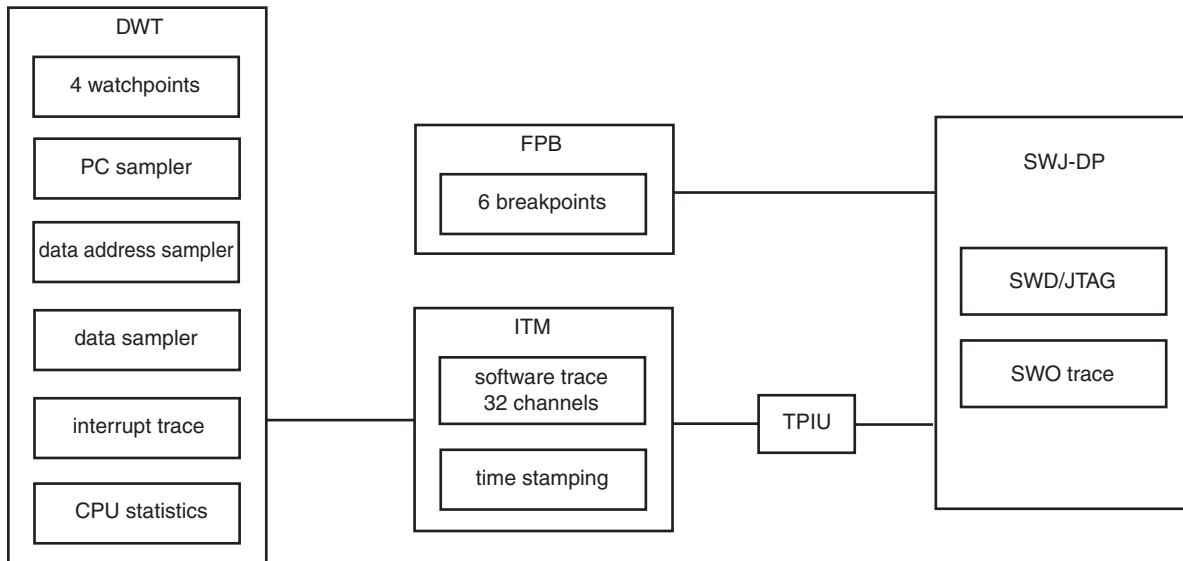 DWT
4 watchpoints
PC sampler
data address sampler
data sampler
interrupt trace
CPU statistics
FPB
6 breakpoints
ITM
software trace
32 channels
time stamping
TPIU
SWJ-DP
SWD/JTAG
SWO trace